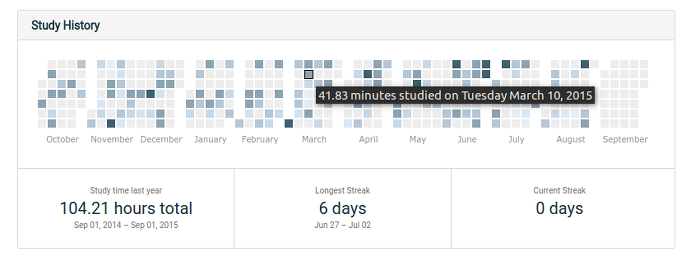 Study History
41.83 minutes studied on Tuesday March 10, 2015
October November December January February March April May June July August September
Study time last year
104.21 hours total
Sep 01, 2014 – Sep 01, 2015
Longest Streak
6 days
Jun 27 – Jul 02
Current Streak
0 days